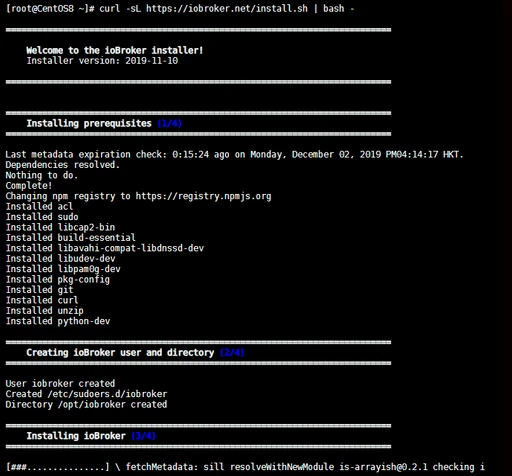 [root@CentOS8 ~]# curl -sL https://iobroker.net/install.sh | bash -
==========================================================================
Welcome to the ioBroker installer!
Installer version: 2019-11-10
==========================================================================
==========================================================================
Installing prerequisites (1/4)
==========================================================================
Last metadata expiration check: 0:15:24 ago on Monday, December 02, 2019 PM04:14:17 HKT.
Dependencies resolved.
Nothing to do.
Complete!
Changing npm registry to https://registry.npmjs.org
Installed acl
Installed sudo
Installed libcap2-bin
Installed build-essential
Installed libavahi-compat-libdnssd-dev
Installed libudev-dev
Installed libpam0g-dev
Installed pkg-config
Installed git
Installed curl
Installed unzip
Installed python-dev
==========================================================================
Creating ioBroker user and directory (2/4)
==========================================================================
User iobroker created
Created /etc/sudoers.d/iobroker
Directory /opt/iobroker created
==========================================================================
Installing ioBroker (3/4)
==========================================================================
[###...............] \ fetchMetadata: sill resolveWithNewModule is-arrayish@0.2.1 checking i